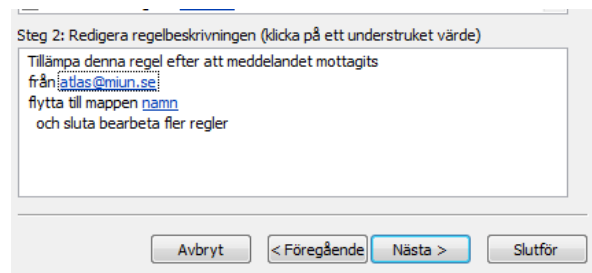 Steg 2: Redigera regelbeskrivningen (klicka på ett understruket värde)
Tillämpa denna regel efter att meddelandet mottagits
från atlas@miun.se
flytta till mappen namn
och sluta bearbeta fler regler
Avbryt < Föregående Nästa > Slutför